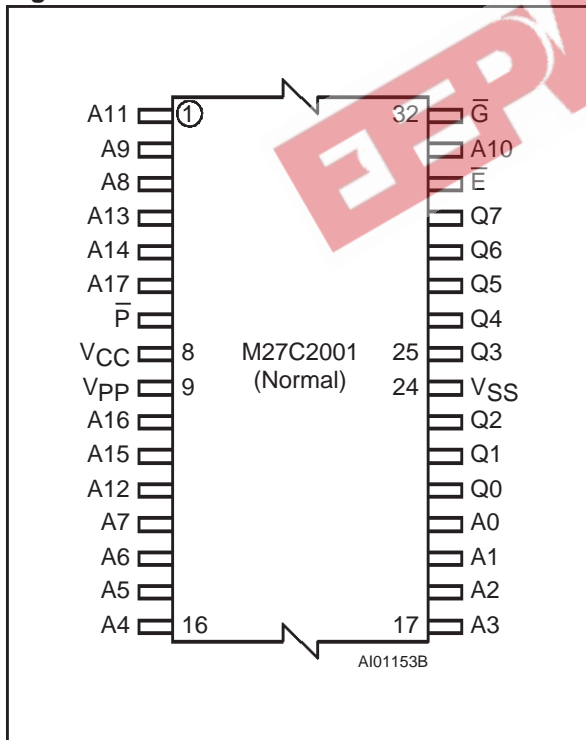 A11 1 32 G̅
A9 A10
A8 E̅
A13 Q7
A14 Q6
A17 Q5
P̅ Q4
VCC 8 M27C2001 25 Q3
VPP 9 (Normal) 24 VSS
A16 Q2
A15 Q1
A12 Q0
A7 A0
A6 A1
A5 A2
A4 16 17 A3
AI01153B